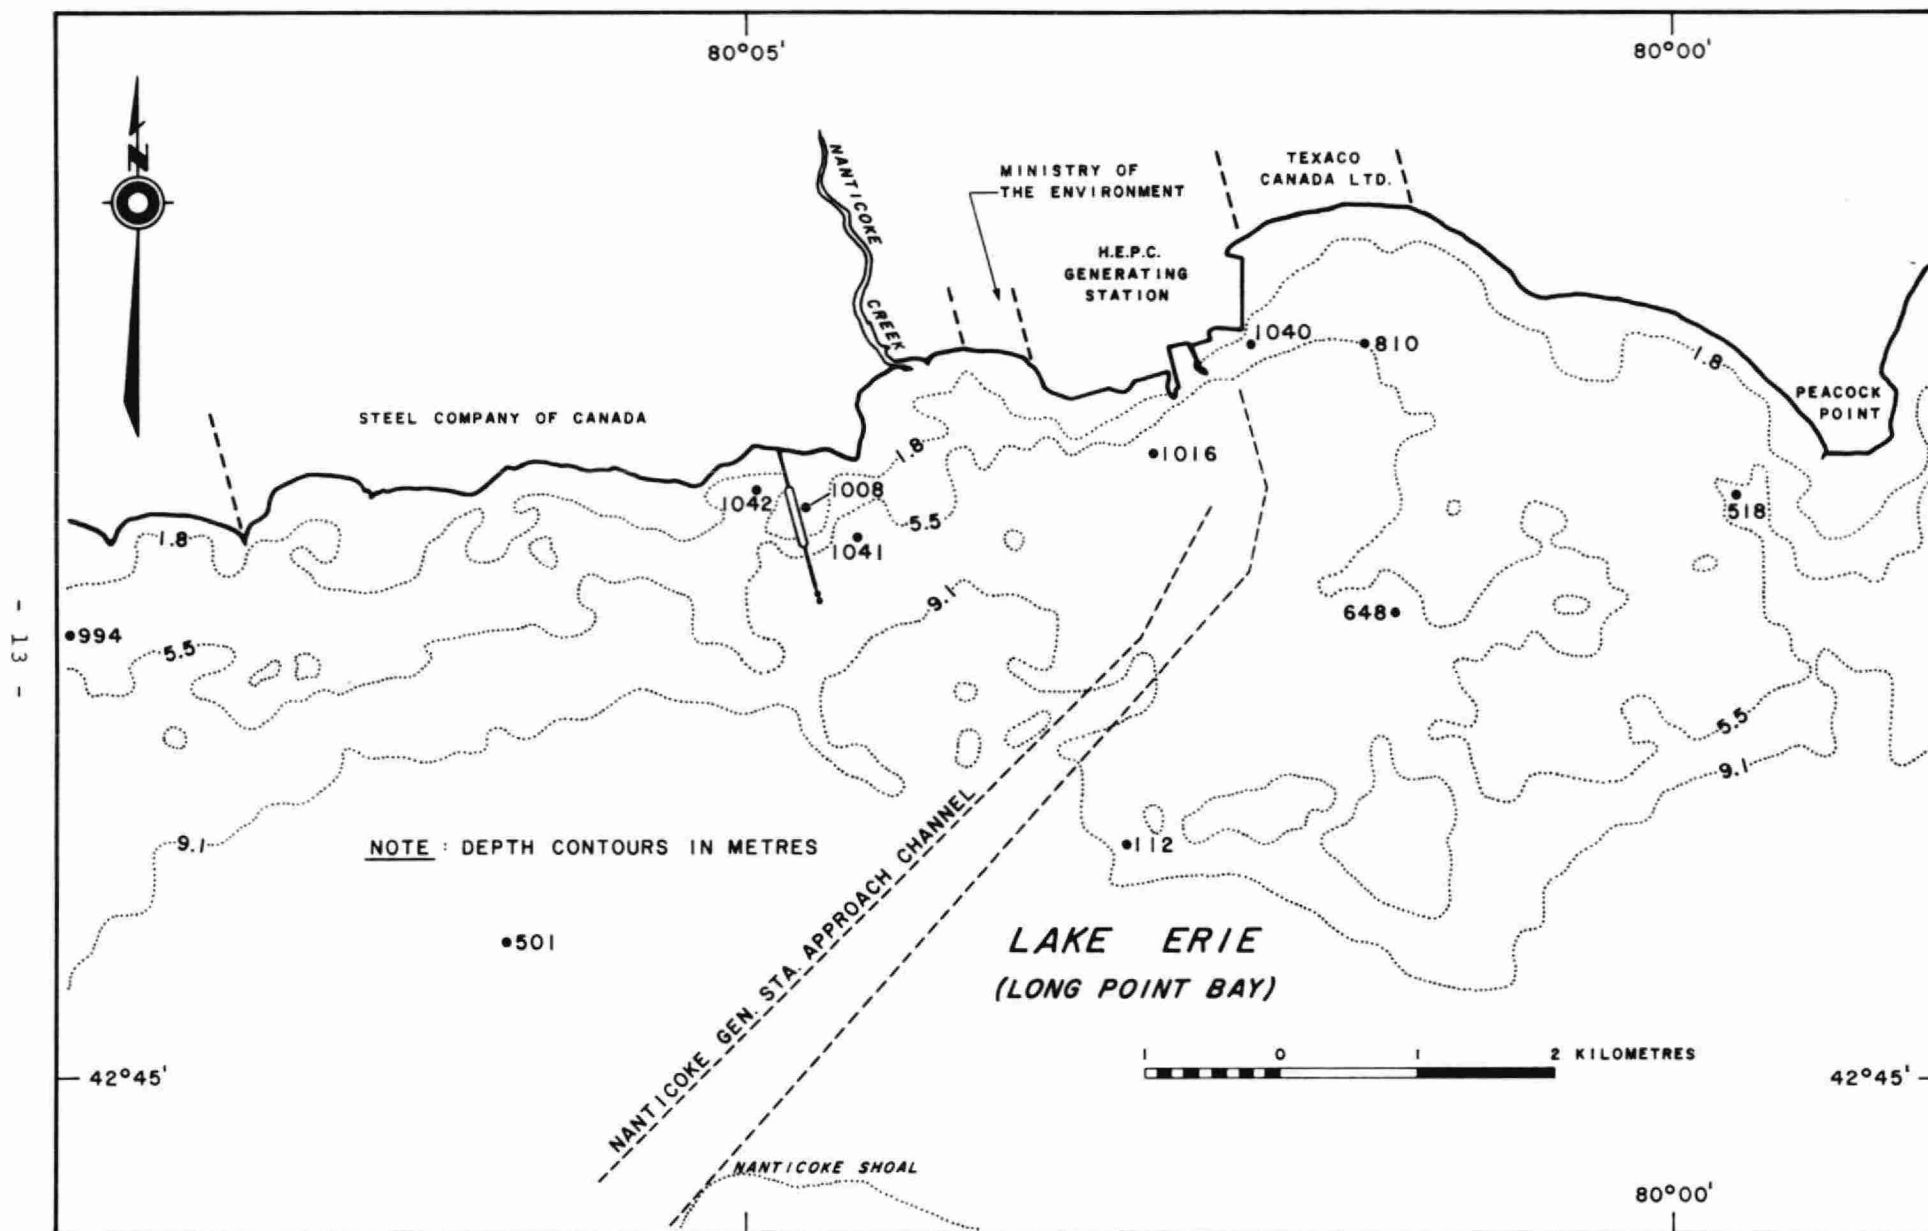 80°05'
80°00'
N
NANTICOKE
CREEK
MINISTRY OF
THE ENVIRONMENT
TEXACO
CANADA LTD.
H.E.P.C.
GENERATING
STATION
1040
810
1.8
PEACOCK
POINT
STEEL COMPANY OF CANADA
1.8
1016
1042
1008
5.5
518
1041
1.8
9.1
648
994
5.5
- 13 -
5.5
9.1
9.1
NOTE : DEPTH CONTOURS IN METRES
112
501
NANTICOKE GEN. STA. APPROACH CHANNEL
LAKE ERIE
(LONG POINT BAY)
1 0 1 2 KILOMETRES
42°45'
42°45'
NANTICOKE SHOAL
80°00'